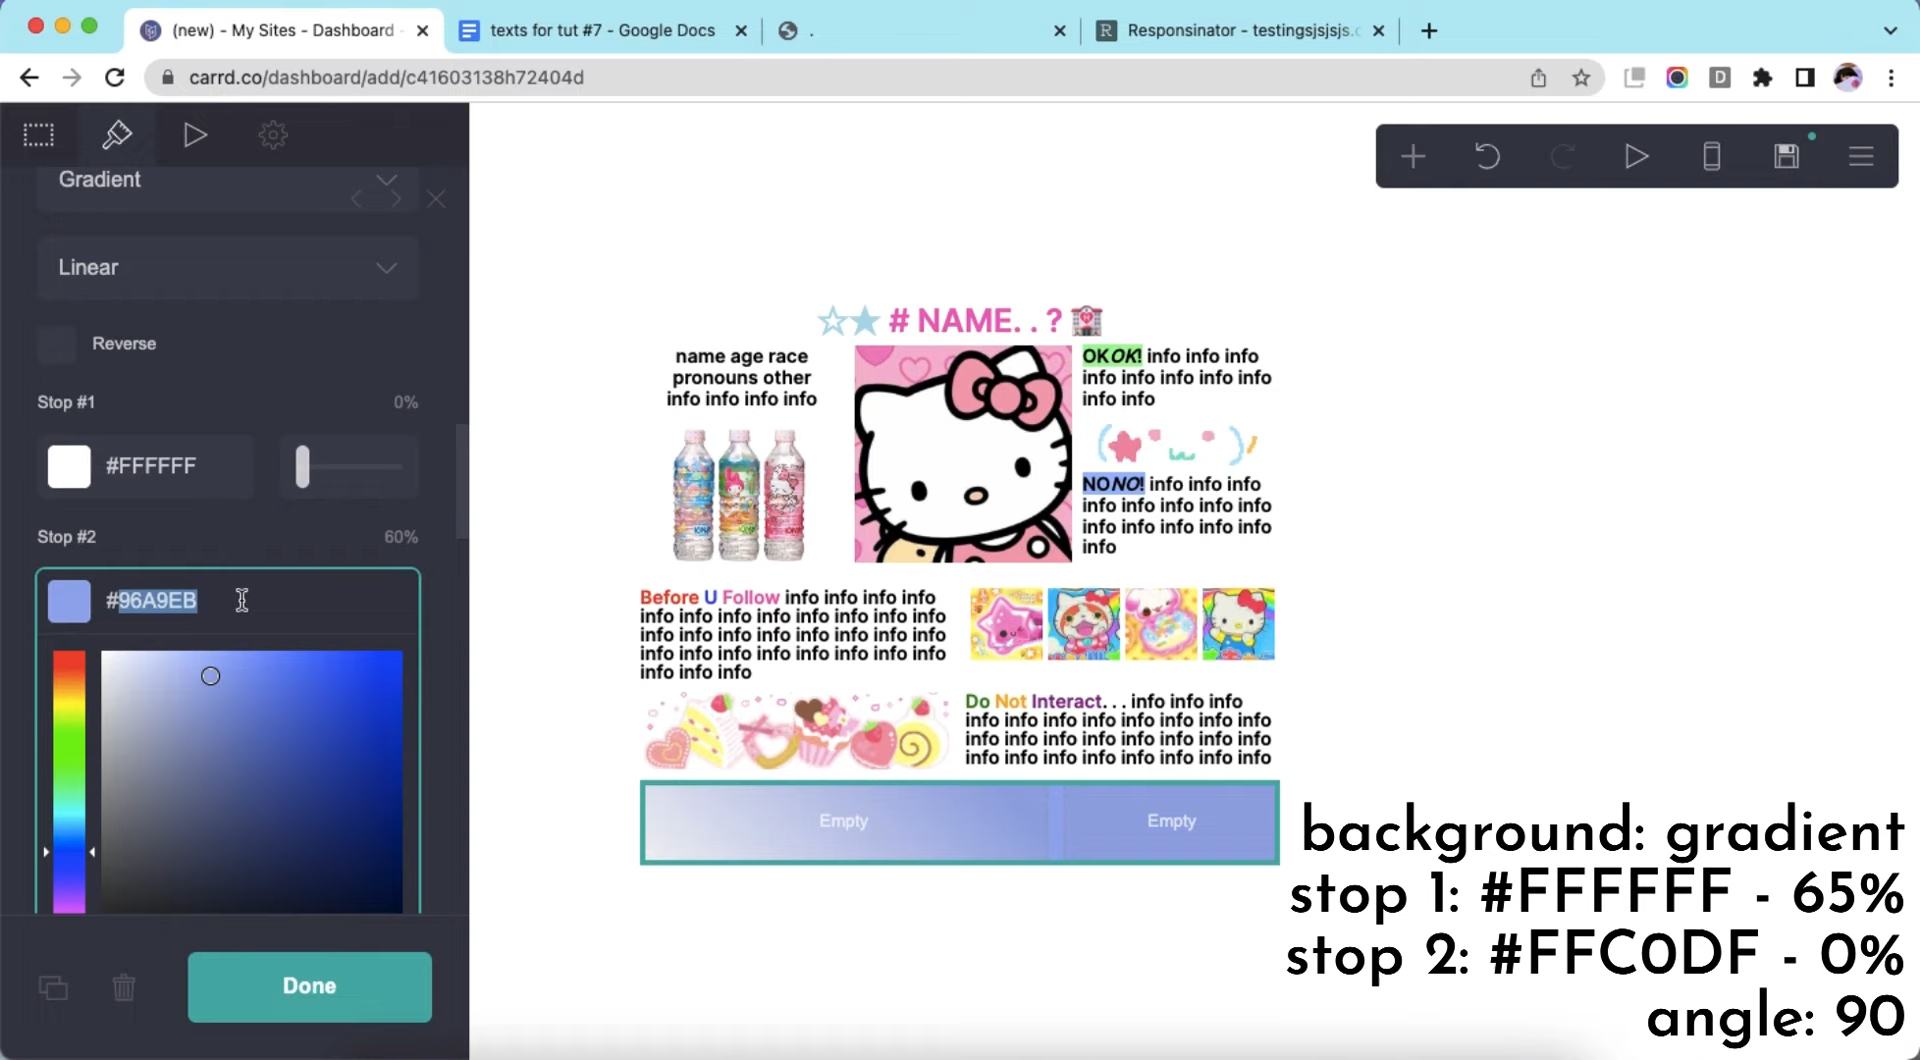 (new) - My Sites - Dashboard -
texts for tut #7 - Google Docs
.
Responsinator - testingsjsjsjs.c
carrd.co/dashboard/add/c41603138h72404d
Gradient
Linear
Reverse
Stop #1 0%
#FFFFFF
Stop #2 60%
#96A9EB
Done
☆★ # NAME. . ? 🏩
name age race
pronouns other
info info info info
OKOK! info info info
info info info info info
info info
NONO! info info info
info info info info info
info info info info info
info
Before U Follow info info info info
info info info info info info info info
info info info info info info info info
info info info info info info info info
info info info
Do Not Interact. . . info info info
info info info info info info info info
info info info info info info info info
info info info info info info info info
Empty
Empty
background: gradient
stop 1: #FFFFFF - 65%
stop 2: #FFC0DF - 0%
angle: 90